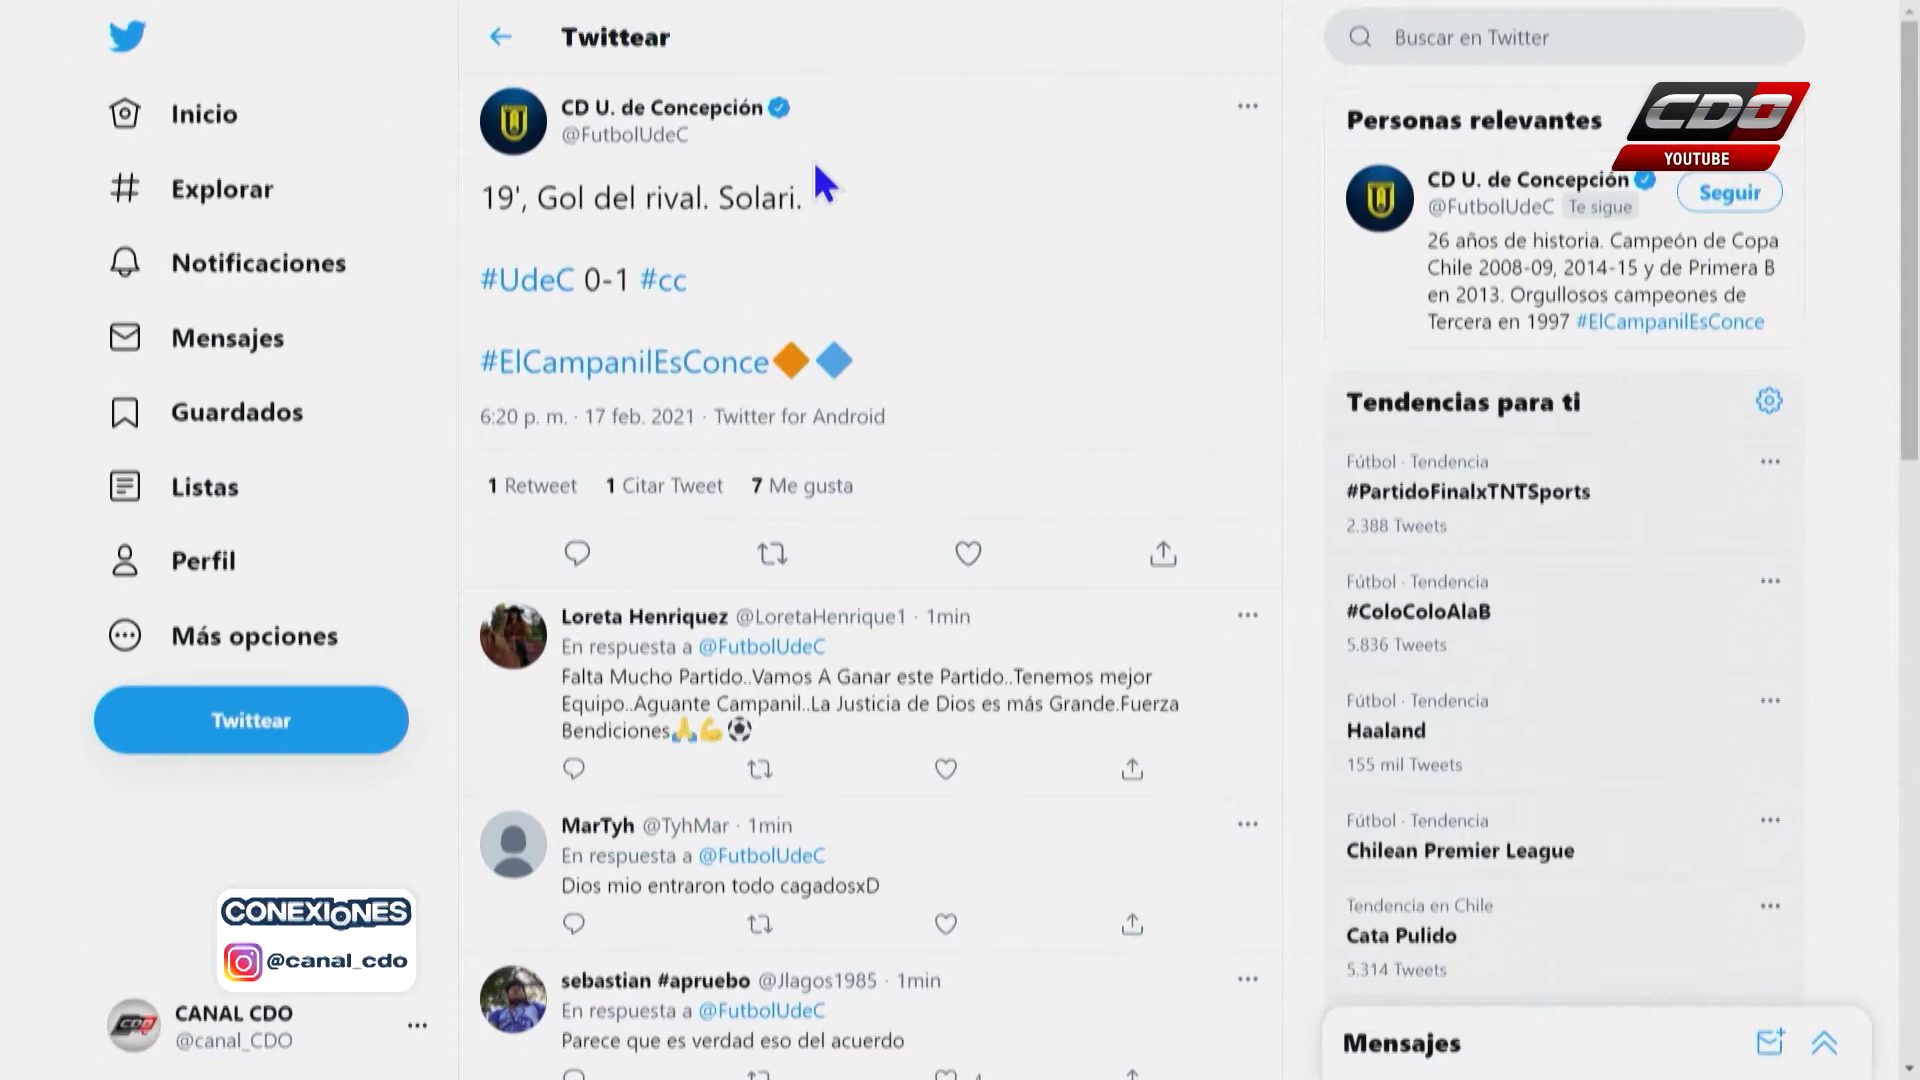 Inicio
Explorar
Notificaciones
Mensajes
Guardados
Listas
Perfil
Más opciones
Twittear
CONEXIONES
@canal_cdo
CANAL CDO
@canal_CDO
Twittear
CD U. de Concepción
@FutbolUdeC
19', Gol del rival. Solari.
#UdeC 0-1 #cc
#ElCampanilEsConce
6:20 p. m. · 17 feb. 2021 · Twitter for Android
1 Retweet 1 Citar Tweet 7 Me gusta
Loreta Henriquez @LoretaHenrique1 · 1min
En respuesta a @FutbolUdeC
Falta Mucho Partido..Vamos A Ganar este Partido..Tenemos mejor
Equipo..Aguante Campanil..La Justicia de Dios es más Grande.Fuerza
Bendiciones
MarTyh @TyhMar · 1min
En respuesta a @FutbolUdeC
Dios mio entraron todo cagadosxD
sebastian #apruebo @Jlagos1985 · 1min
En respuesta a @FutbolUdeC
Parece que es verdad eso del acuerdo
Buscar en Twitter
CDO
YOUTUBE
Personas relevantes
CD U. de Concepción
@FutbolUdeC Te sigue
Seguir
26 años de historia. Campeón de Copa
Chile 2008-09, 2014-15 y de Primera B
en 2013. Orgullosos campeones de
Tercera en 1997 #ElCampanilEsConce
Tendencias para ti
Fútbol · Tendencia
#PartidoFinalxTNTSports
2.388 Tweets
Fútbol · Tendencia
#ColoColoAlaB
5.836 Tweets
Fútbol · Tendencia
Haaland
155 mil Tweets
Fútbol · Tendencia
Chilean Premier League
Tendencia en Chile
Cata Pulido
5.314 Tweets
Mensajes